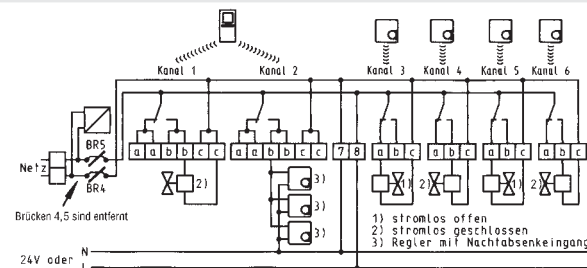 Kanal 1 Kanal 2 Kanal 3 Kanal 4 Kanal 5 Kanal 6
BR5
Netz
BR4
a a b b c c a a b b c c 7 8 a b c a b c a b c a b c
2) 3) 1) 2) 1) 2)
3)
3)
Brücken 4,5 sind entfernt
1) stromlos offen
2) stromlos geschlossen
3) Regler mit Nachtabsenkeingang
24V oder N
L